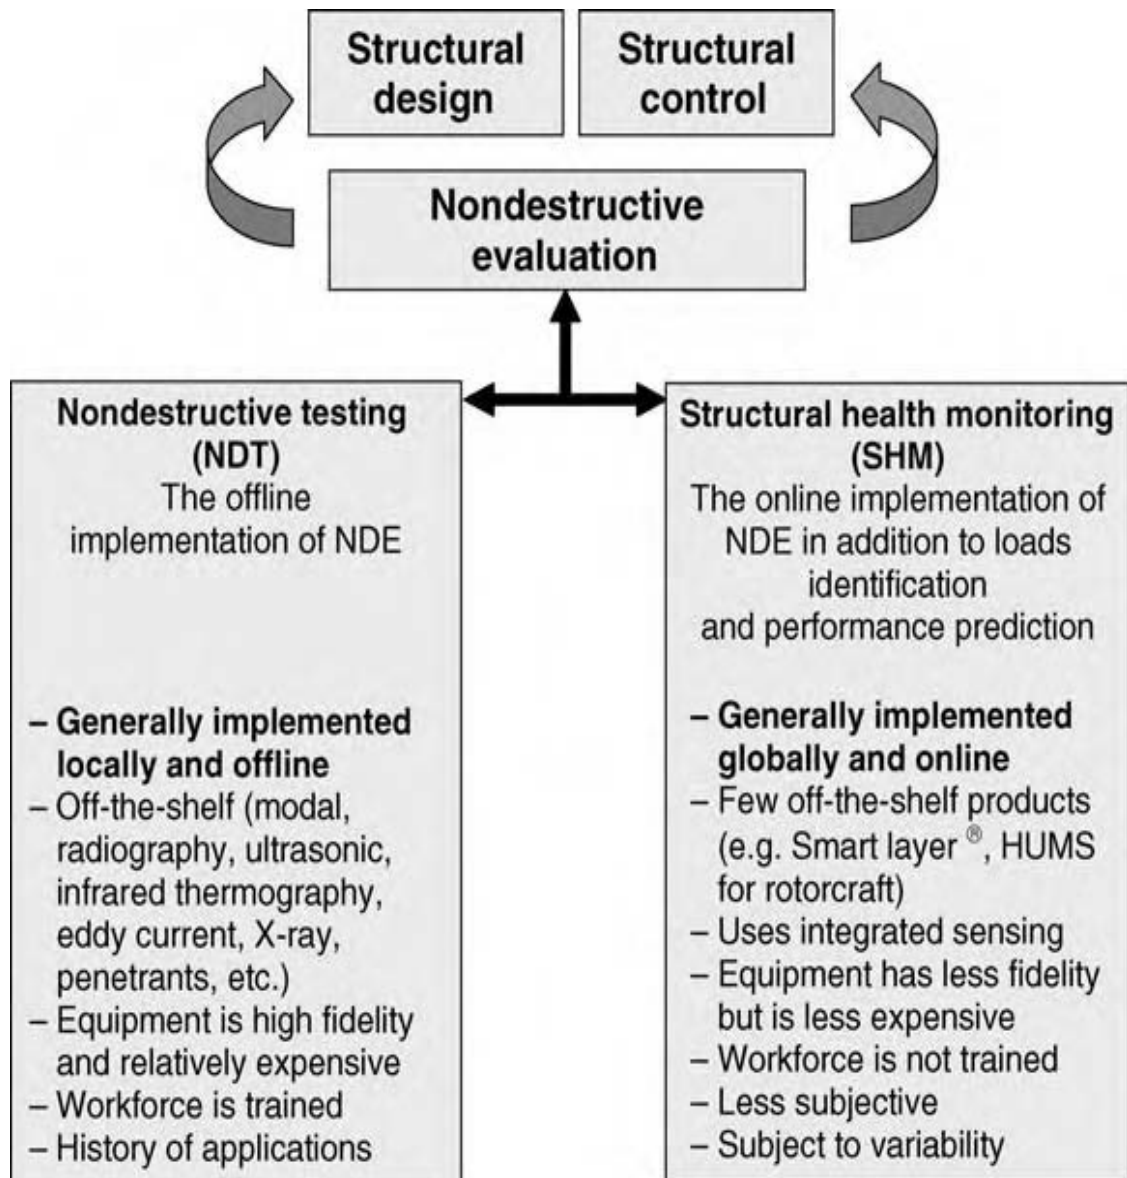 Structural
design
Structural
control
Nondestructive
evaluation
Nondestructive testing
(NDT)
The offline
implementation of NDE
– Generally implemented
locally and offline
– Off-the-shelf (modal,
radiography, ultrasonic,
infrared thermography,
eddy current, X-ray,
penetrants, etc.)
– Equipment is high fidelity
and relatively expensive
– Workforce is trained
– History of applications
Structural health monitoring
(SHM)
The online implementation of
NDE in addition to loads
identification
and performance prediction
– Generally implemented
globally and online
– Few off-the-shelf products
(e.g. Smart layer ®, HUMS
for rotorcraft)
– Uses integrated sensing
– Equipment has less fidelity
but is less expensive
– Workforce is not trained
– Less subjective
– Subject to variability